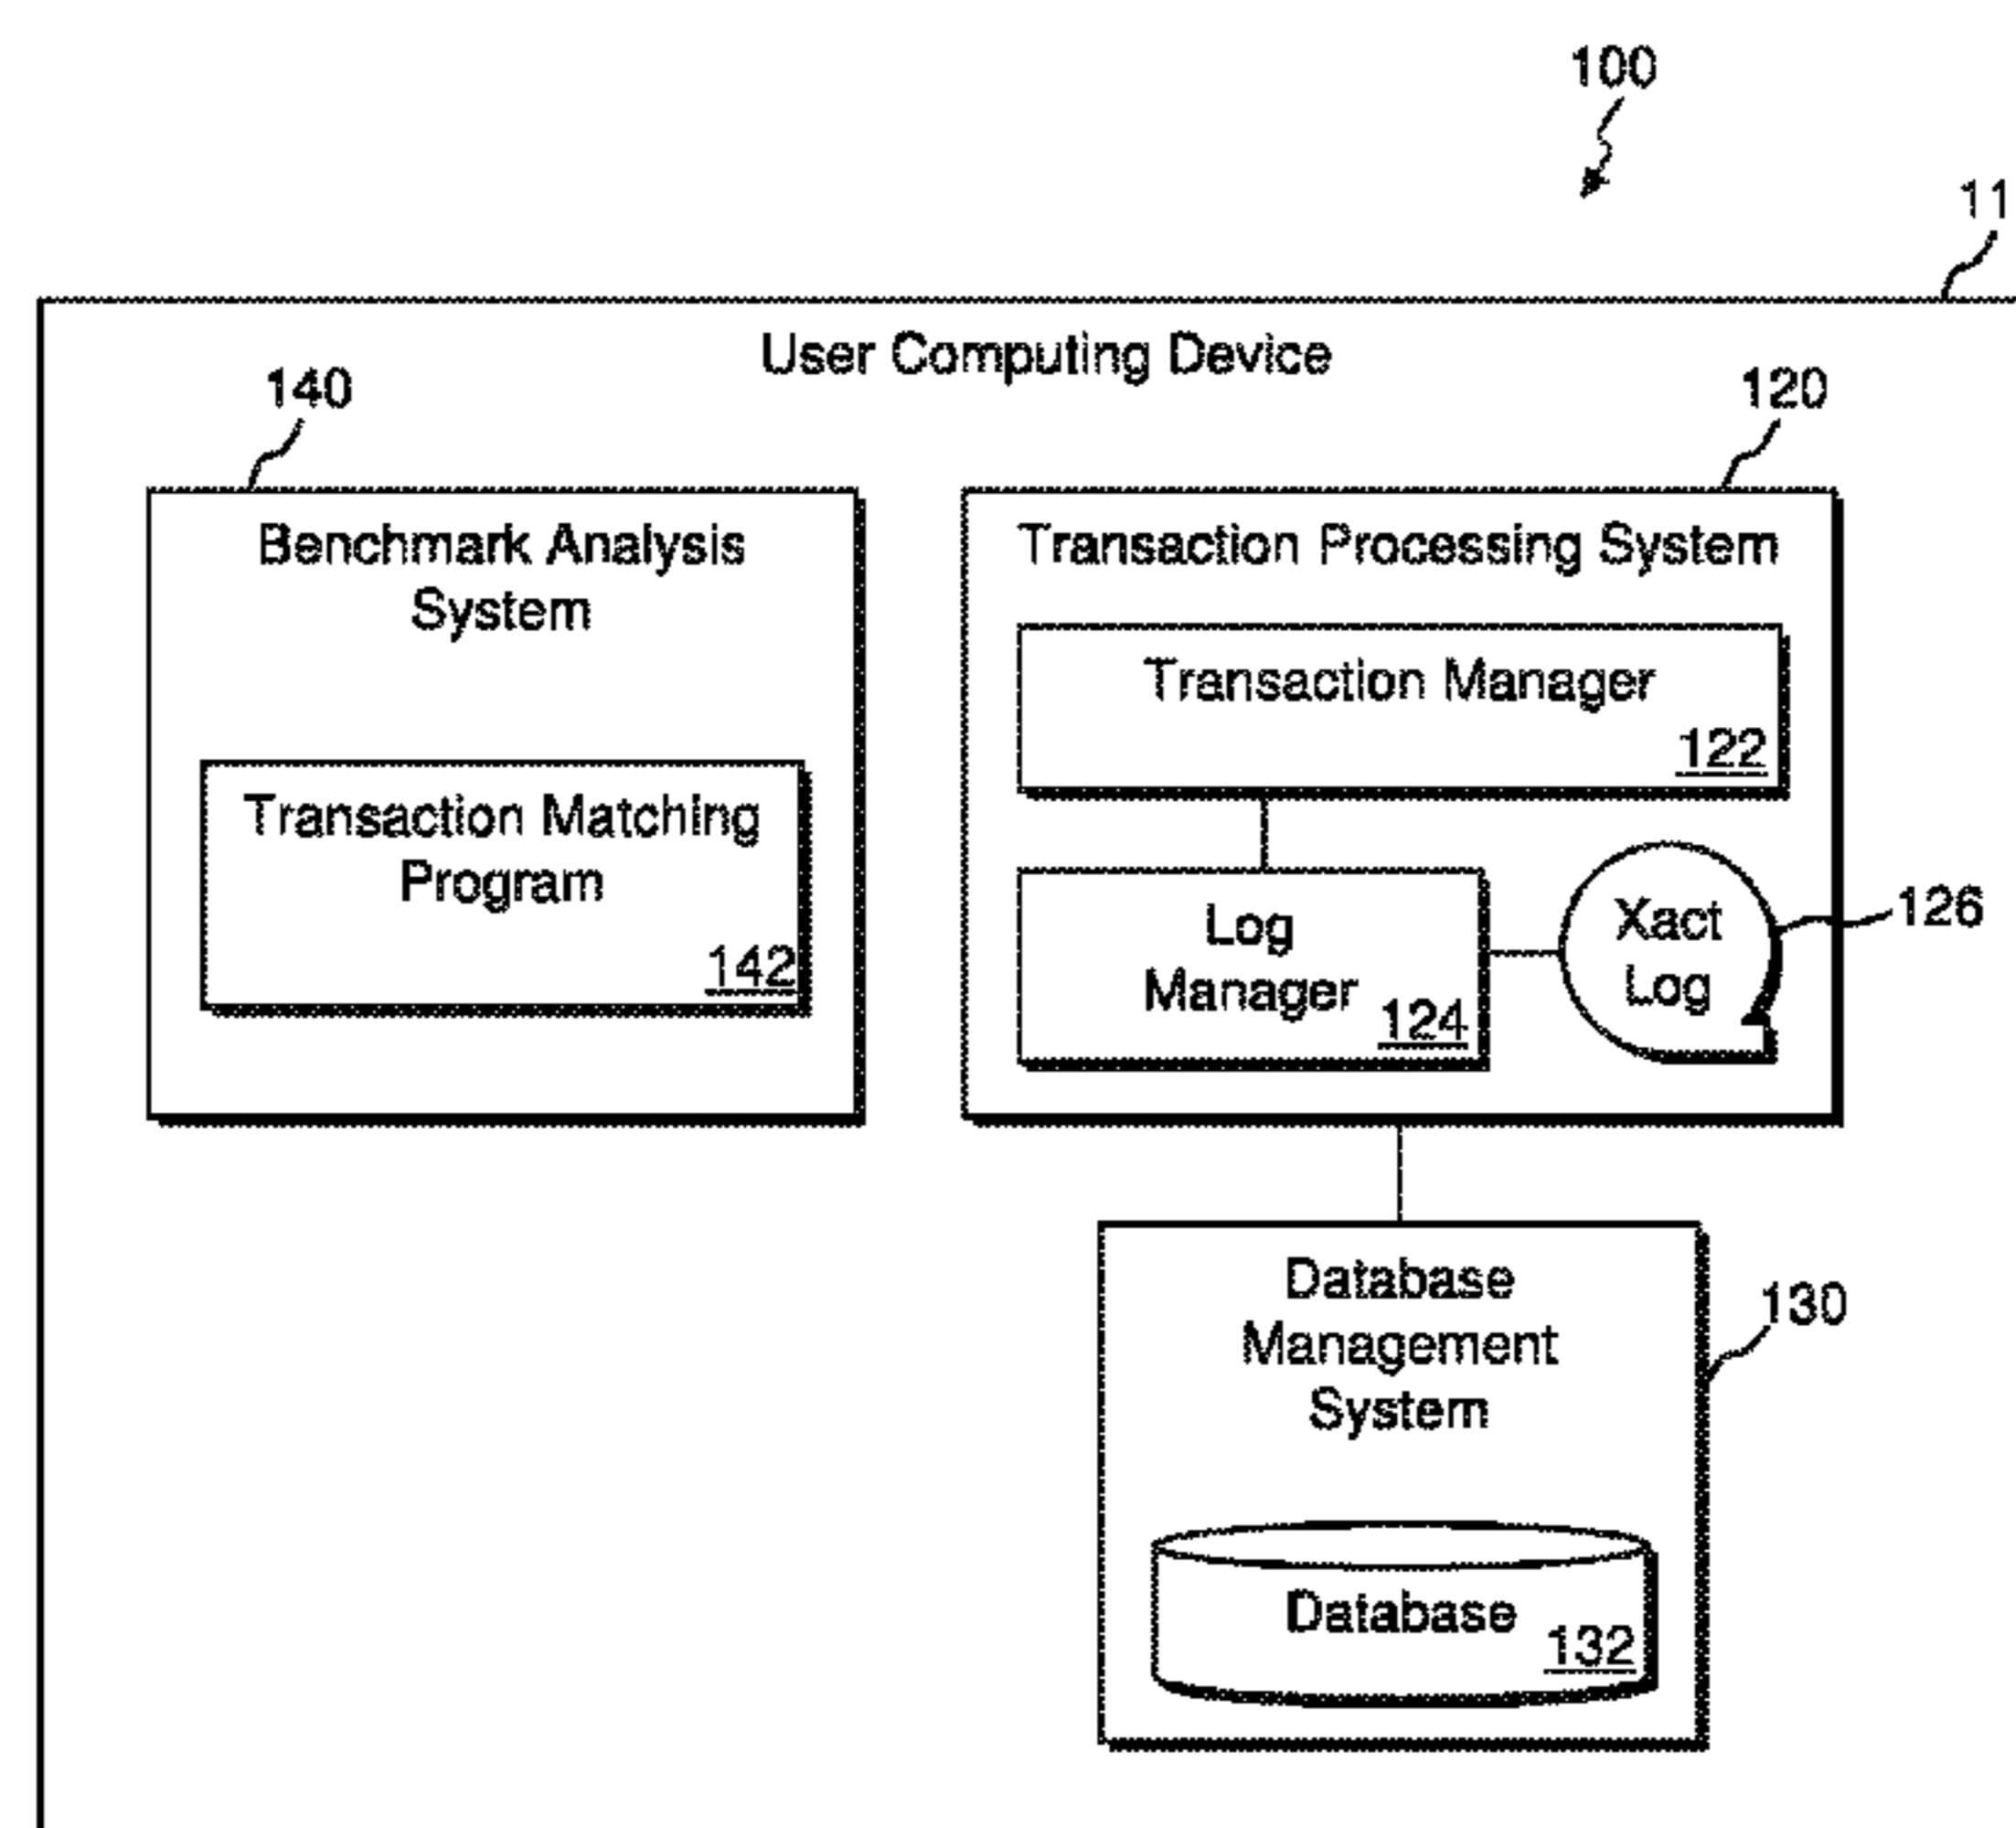 100
11
User Computing Device
140
120
Benchmark Analysis
System
Transaction Processing System
Transaction Manager
122
Transaction Matching
Program
142
Log
Manager
124
Xact
Log
126
Database
Management
System
130
Database
132